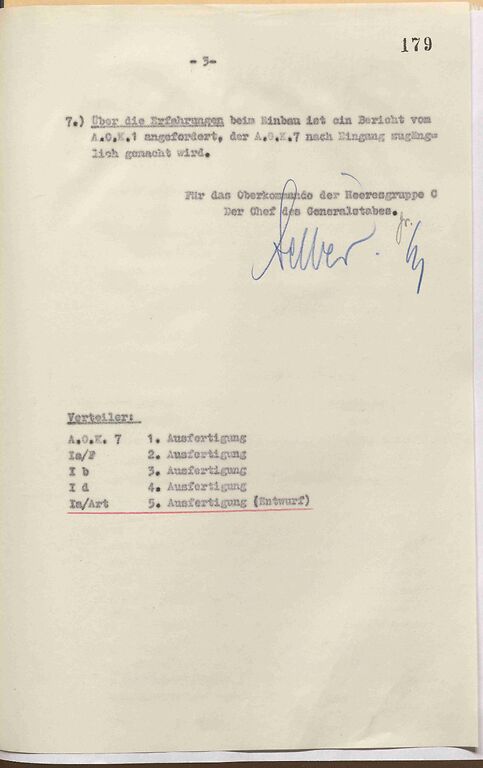 179
- 3-
7.) Über die Erfahrungen beim Einbau ist ein Bericht vom
A.O.K.1 angefordert, der A.O.K.7 nach Eingang zugäng-
lich gemacht wird.
Für das Oberkommando der Heeresgruppe C
Der Chef des Generalstabes.
Verteiler:
A.O.K. 7 1. Ausfertigung
Ia/F 2. Ausfertigung
I b 3. Ausfertigung
I d 4. Ausfertigung
Ia/Art 5. Ausfertigung (Entwurf)